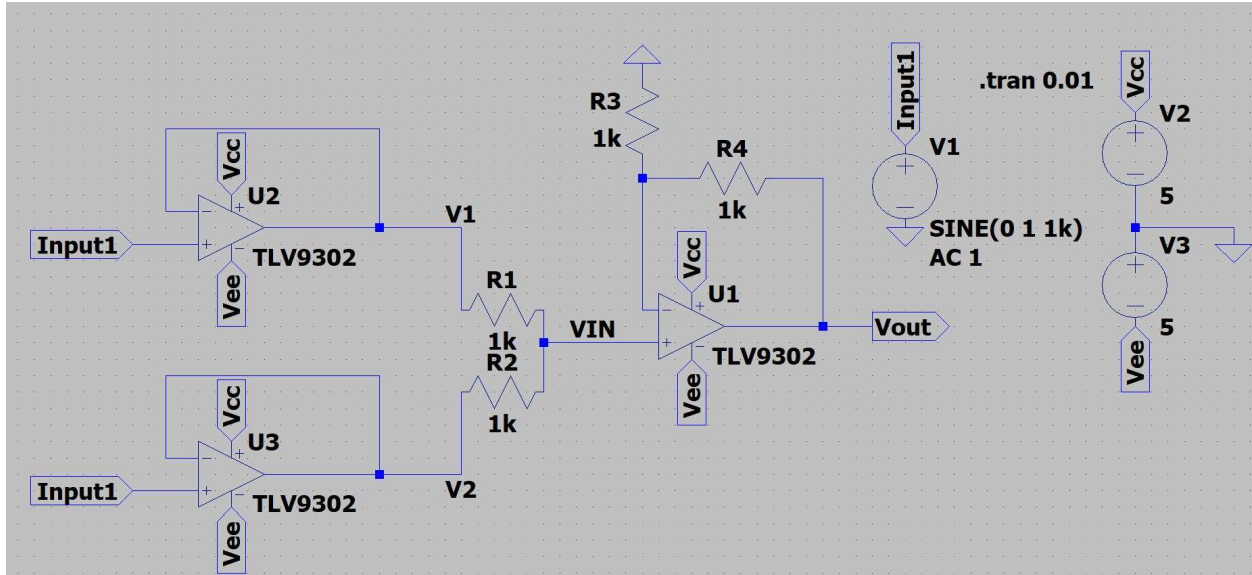 Input1
Vcc
U2
TLV9302
Vee
V1
Input1
Vcc
U3
TLV9302
Vee
V2
R1
1k
R2
1k
VIN
R3
1k
R4
1k
Vcc
U1
TLV9302
Vee
Vout
Input1
V1
SINE(0 1 1k)
AC 1
.tran 0.01
Vcc
V2
5
V3
5
Vee